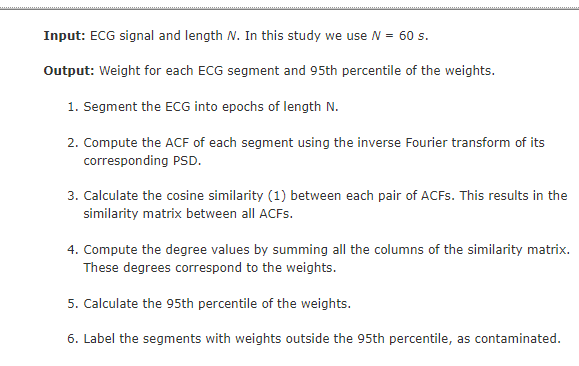 Input: ECG signal and length N. In this study we use N = 60 s.
Output: Weight for each ECG segment and 95th percentile of the weights.
1. Segment the ECG into epochs of length N.
2. Compute the ACF of each segment using the inverse Fourier transform of its
corresponding PSD.
3. Calculate the cosine similarity (1) between each pair of ACFs. This results in the
similarity matrix between all ACFs.
4. Compute the degree values by summing all the columns of the similarity matrix.
These degrees correspond to the weights.
5. Calculate the 95th percentile of the weights.
6. Label the segments with weights outside the 95th percentile, as contaminated.